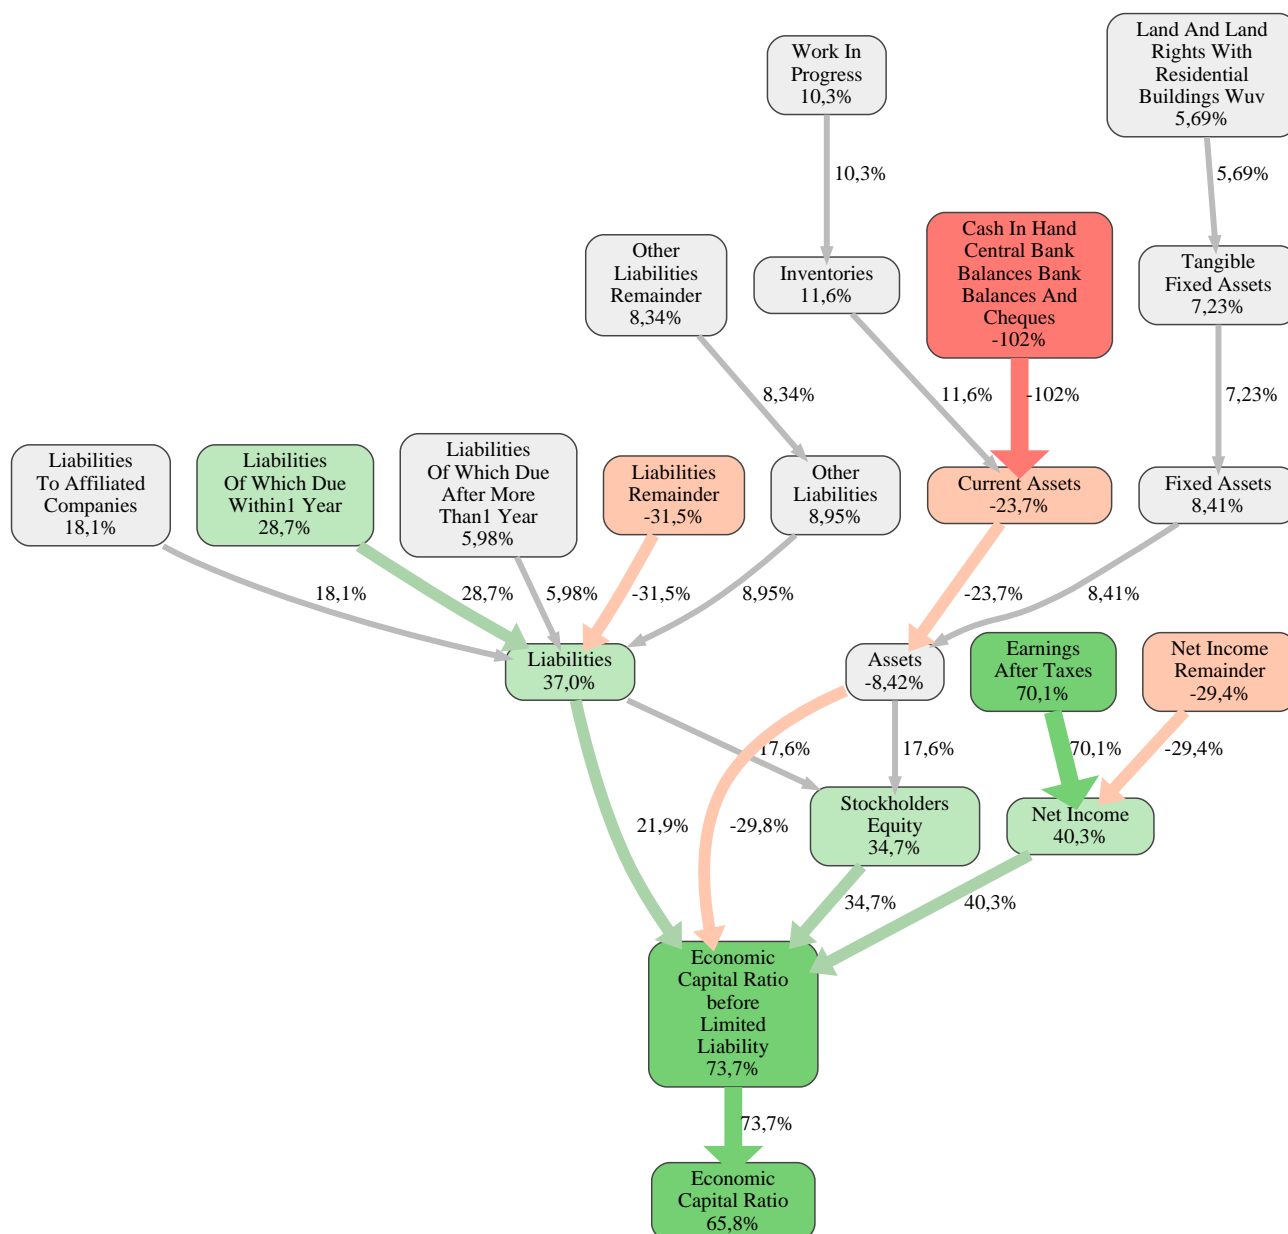 Land And Land
Rights With
Residential
Buildings Wuv
5,69%
Work In
Progress
10,3%
10,3%
5,69%
Cash In Hand
Central Bank
Balances Bank
Balances And
Cheques
-102%
Other
Liabilities
Remainder
8,34%
Inventories
11,6%
Tangible
Fixed Assets
7,23%
8,34%
11,6%
-102%
7,23%
Liabilities
To Affiliated
Companies
18,1%
Liabilities
Of Which Due
Within1 Year
28,7%
Liabilities
Of Which Due
After More
Than1 Year
5,98%
Liabilities
Remainder
-31,5%
Other
Liabilities
8,95%
Current Assets
-23,7%
Fixed Assets
8,41%
18,1%
28,7%
5,98%
-31,5%
8,95%
-23,7%
8,41%
Liabilities
37,0%
Assets
-8,42%
Earnings
After Taxes
70,1%
Net Income
Remainder
-29,4%
17,6%
17,6%
70,1%
-29,4%
Stockholders
Equity
34,7%
Net Income
40,3%
21,9%
-29,8%
34,7%
40,3%
Economic
Capital Ratio
before
Limited
Liability
73,7%
73,7%
Economic
Capital Ratio
65,8%